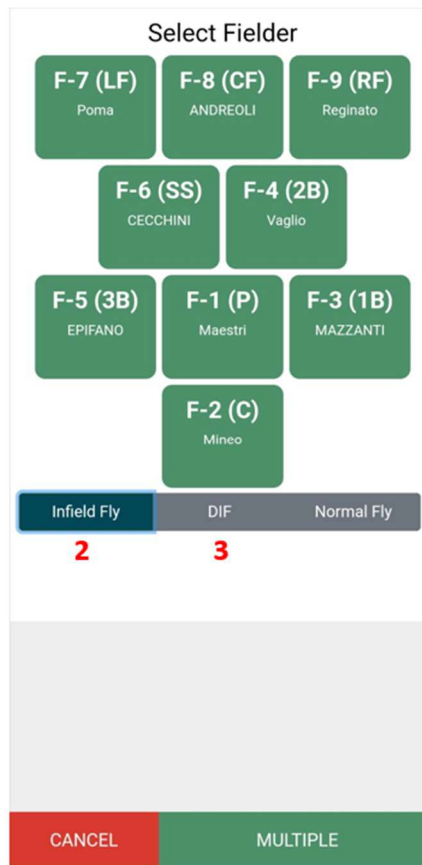 Select Fielder
F-7 (LF) F-8 (CF) F-9 (RF)
Poma ANDREOLI Reginato
F-6 (SS) F-4 (2B)
CECCHINI Vaglio
F-5 (3B) F-1 (P) F-3 (1B)
EPIFANO Maestri MAZZANTI
F-2 (C)
Mineo
Infield Fly DIF Normal Fly
2 3
CANCEL MULTIPLE